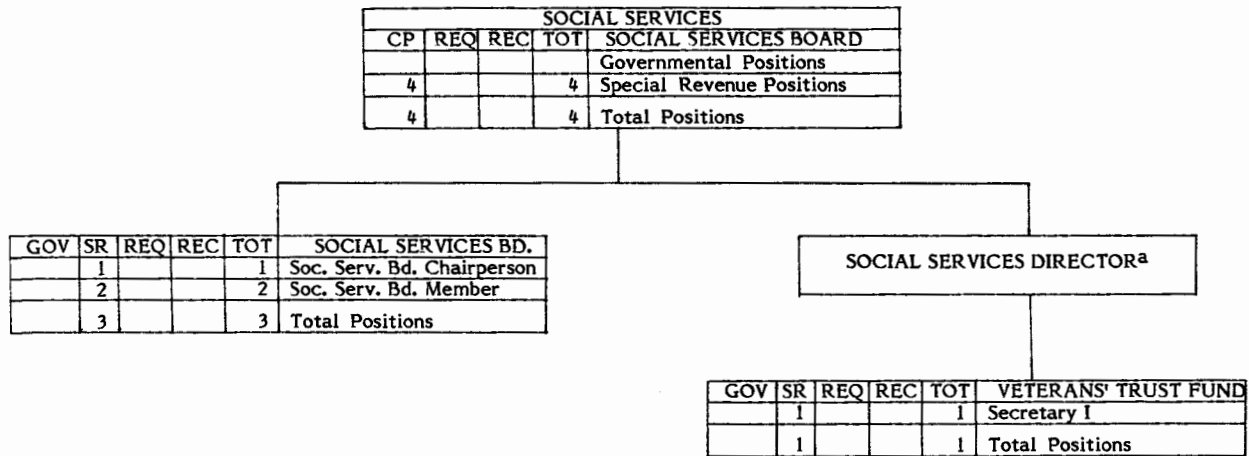 SOCIAL SERVICES
CP REQ REC TOT SOCIAL SERVICES BOARD
Governmental Positions
4 4 Special Revenue Positions
4 4 Total Positions
GOV SR REQ REC TOT SOCIAL SERVICES BD.
1 1 Soc. Serv. Bd. Chairperson
2 2 Soc. Serv. Bd. Member
3 3 Total Positions
SOCIAL SERVICES DIRECTORa
GOV SR REQ REC TOT VETERANS' TRUST FUND
1 1 Secretary I
1 1 Total Positions